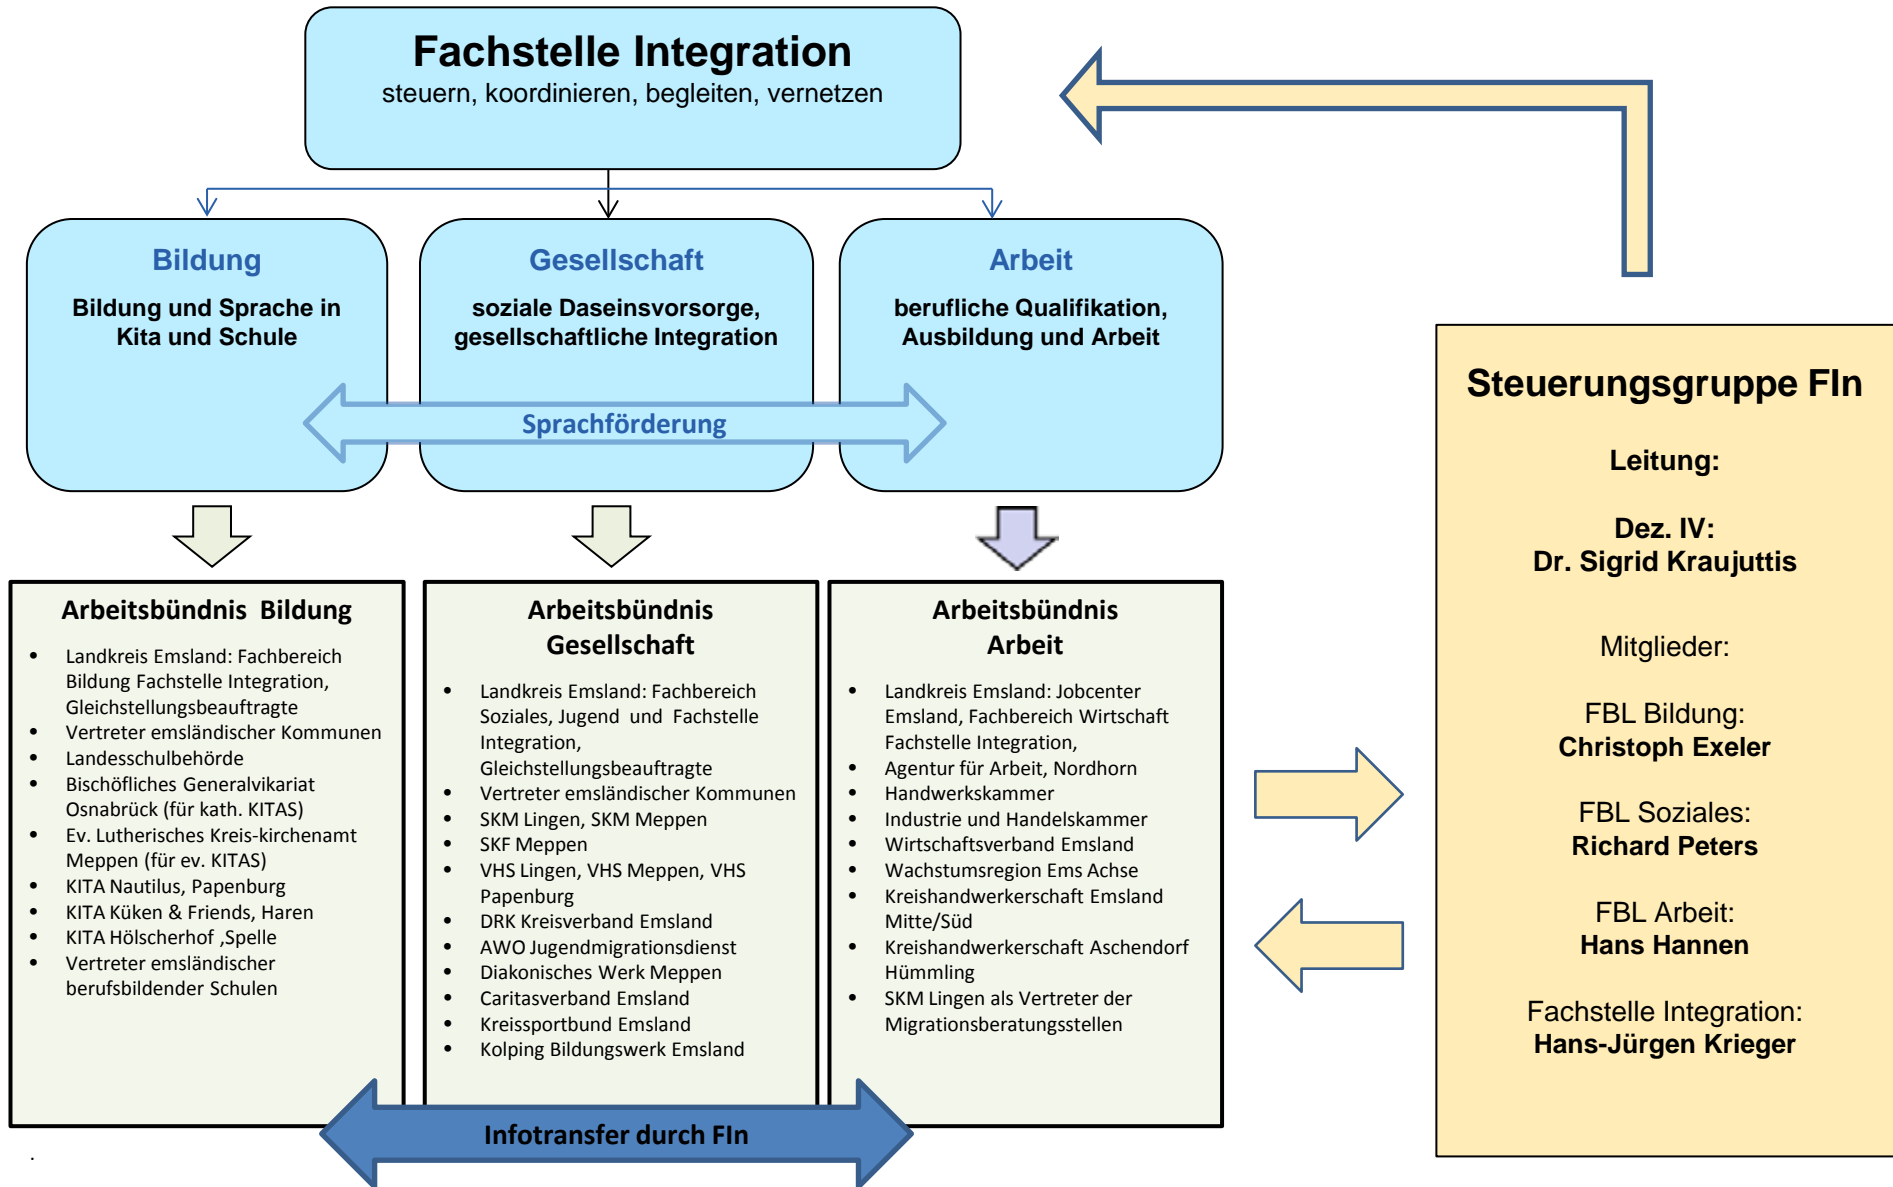 Fachstelle Integration
steuern, koordinieren, begleiten, vernetzen
Bildung
Bildung und Sprache in
Kita und Schule
Gesellschaft
soziale Daseinsvorsorge,
gesellschaftliche Integration
Arbeit
berufliche Qualifikation,
Ausbildung und Arbeit
Sprachförderung
Arbeitsbündnis Bildung
• Landkreis Emsland: Fachbereich
Bildung Fachstelle Integration,
Gleichstellungsbeauftragte
• Vertreter emsländischer Kommunen
• Landesschulbehörde
• Bischöfliches Generalvikariat
Osnabrück (für kath. KITAS)
• Ev. Lutherisches Kreis-kirchenamt
Meppen (für ev. KITAS)
• KITA Nautilus, Papenburg
• KITA Küken & Friends, Haren
• KITA Hölscherhof ,Spelle
• Vertreter emsländischer
berufsbildender Schulen
Arbeitsbündnis
Gesellschaft
• Landkreis Emsland: Fachbereich
Soziales, Jugend und Fachstelle
Integration,
Gleichstellungsbeauftragte
• Vertreter emsländischer Kommunen
• SKM Lingen, SKM Meppen
• SKF Meppen
• VHS Lingen, VHS Meppen, VHS
Papenburg
• DRK Kreisverband Emsland
• AWO Jugendmigrationsdienst
• Diakonisches Werk Meppen
• Caritasverband Emsland
• Kreissportbund Emsland
• Kolping Bildungswerk Emsland
Arbeitsbündnis
Arbeit
• Landkreis Emsland: Jobcenter
Emsland, Fachbereich Wirtschaft
Fachstelle Integration,
• Agentur für Arbeit, Nordhorn
• Handwerkskammer
• Industrie und Handelskammer
• Wirtschaftsverband Emsland
• Wachstumsregion Ems Achse
• Kreishandwerkerschaft Emsland
Mitte/Süd
• Kreishandwerkerschaft Aschendorf
Hümmling
• SKM Lingen als Vertreter der
Migrationsberatungsstellen
Infotransfer durch FIn
.
Steuerungsgruppe FIn
Leitung:
Dez. IV:
Dr. Sigrid Kraujuttis
Mitglieder:
FBL Bildung:
Christoph Exeler
FBL Soziales:
Richard Peters
FBL Arbeit:
Hans Hannen
Fachstelle Integration:
Hans-Jürgen Krieger